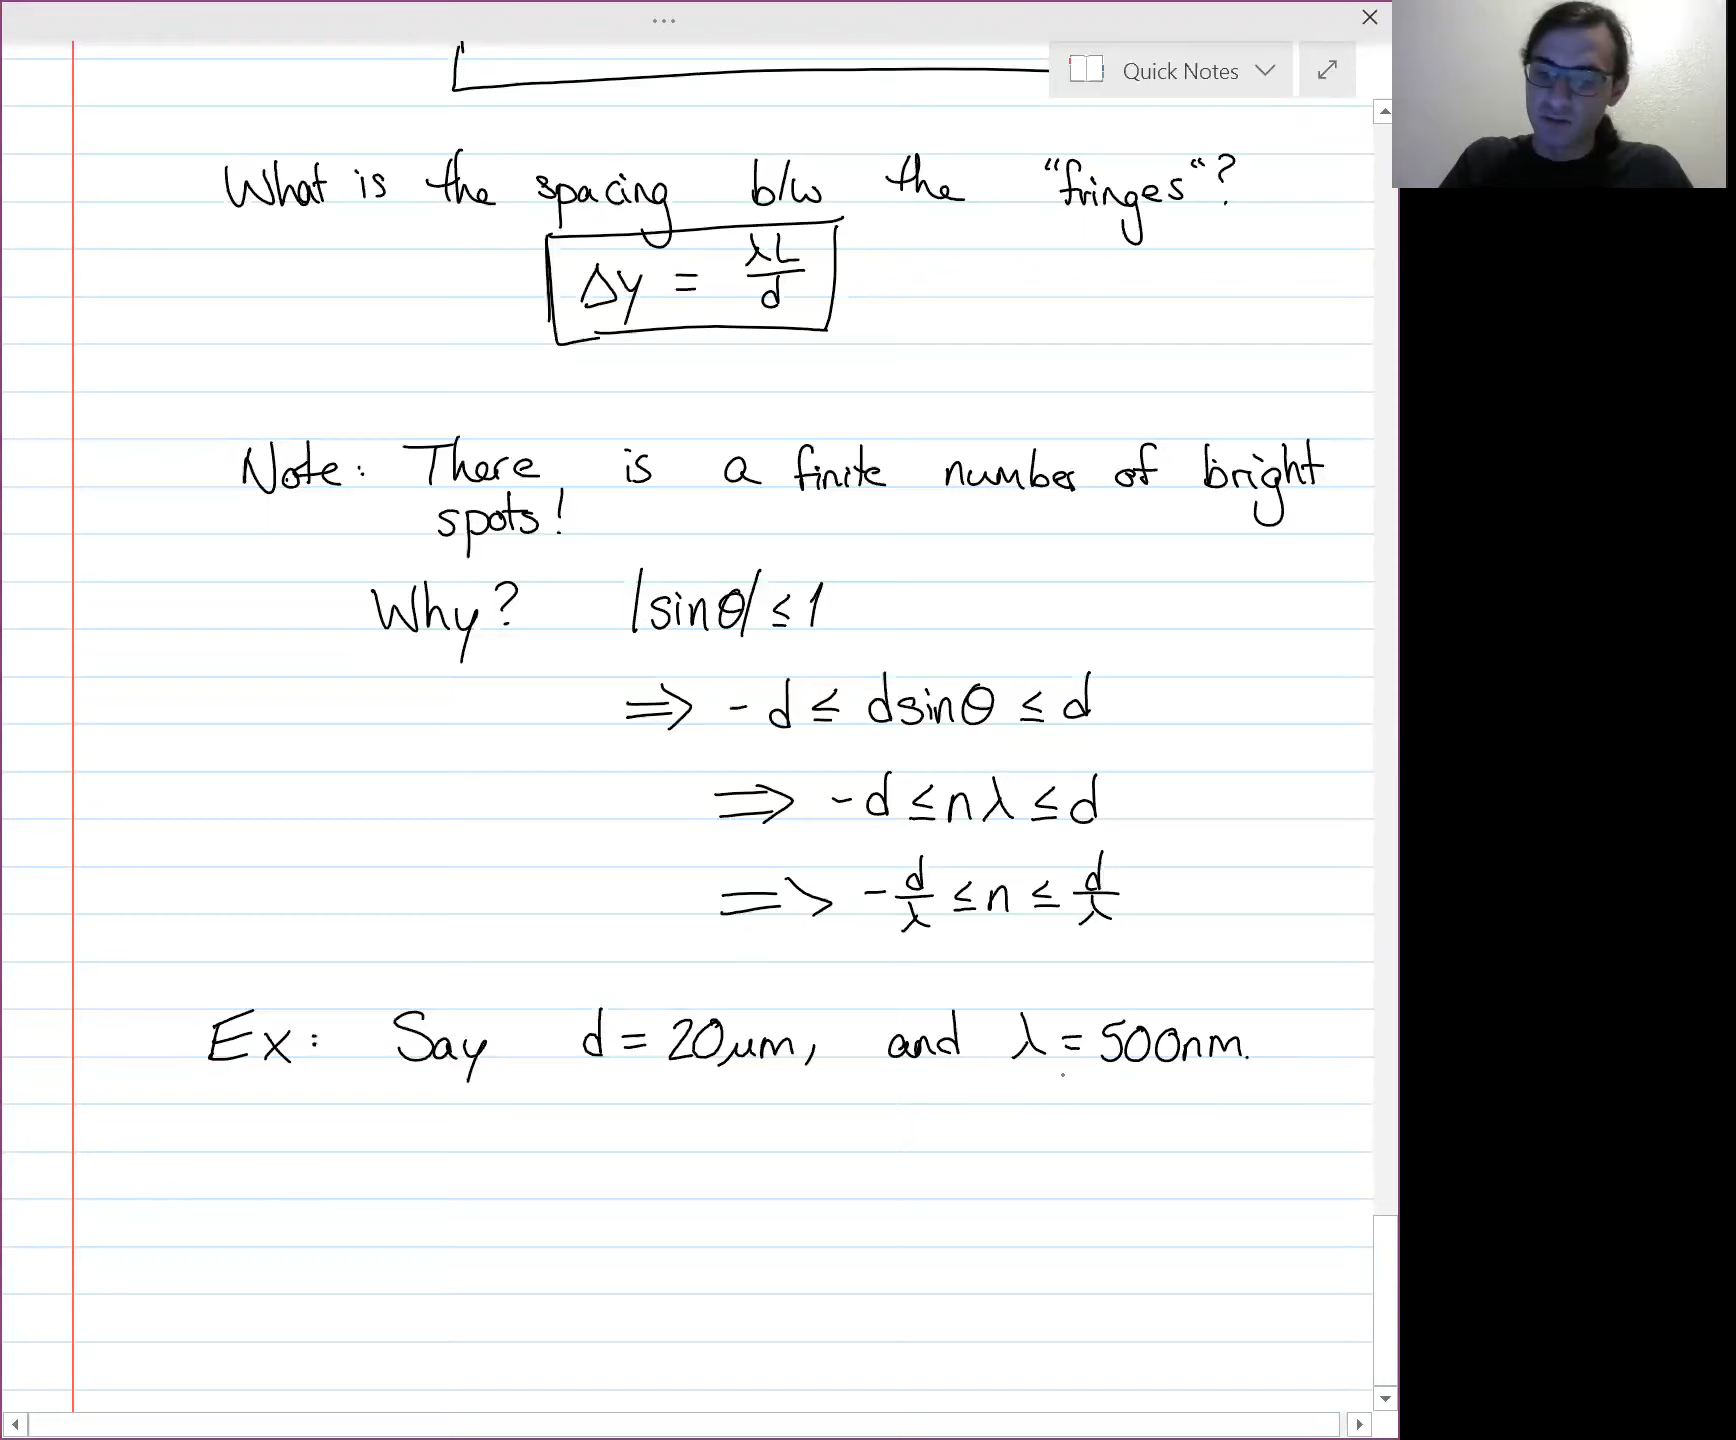 Quick Notes
What is the spacing b/w the "fringes"?
Δy = λL/d
Note: There is a finite number of bright
spots!
Why? |sinθ| ≤ 1
⟹ -d ≤ dsinθ ≤ d
⟹ -d ≤ nλ ≤ d
=> -d/λ ≤ n ≤ d/λ
Ex: Say d = 20μm, and λ = 500nm.